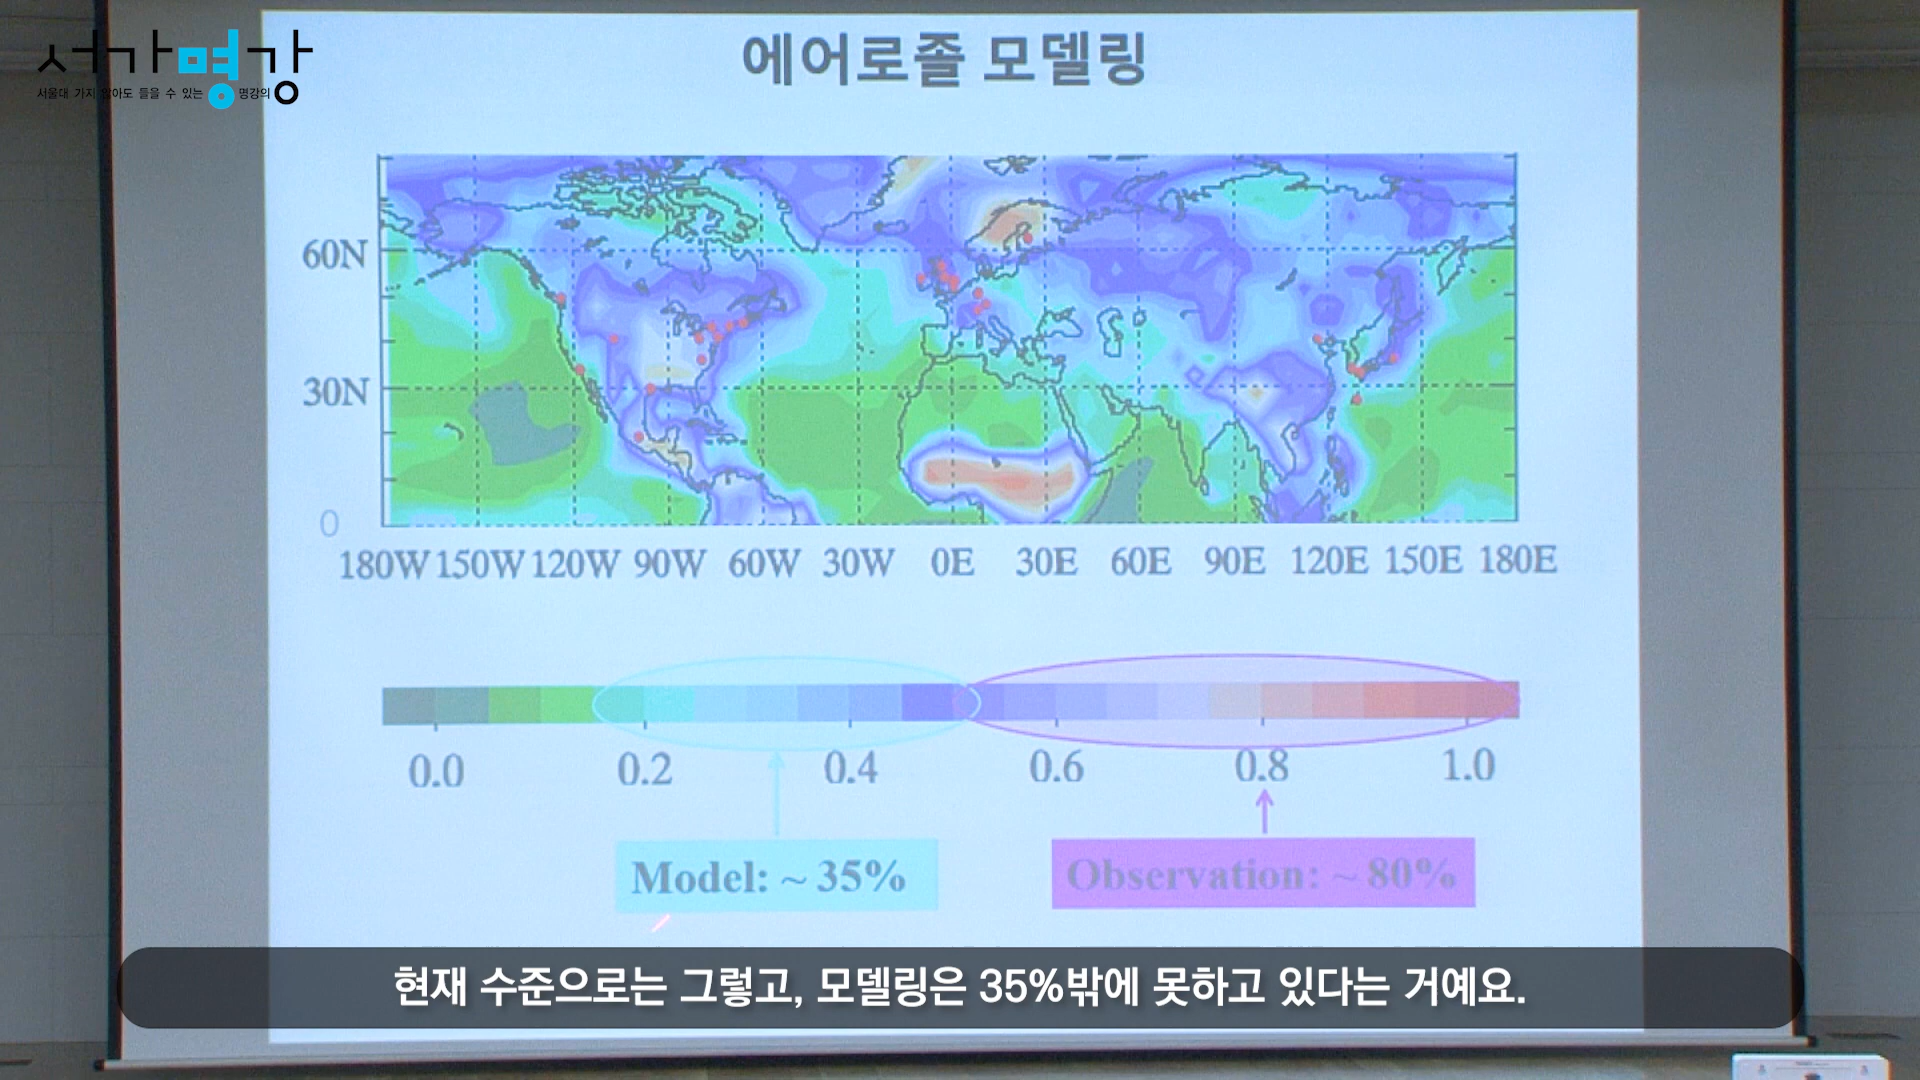 서가명강
서울대 가지 않아도 들을 수 있는 명강의
에어로졸 모델링
60N
30N
0
180W 150W 120W 90W 60W 30W 0E 30E 60E 90E 120E 150E 180E
0.0 0.2 0.4 0.6 0.8 1.0
Model: ~ 35%
Observation: ~ 80%
현재 수준으로는 그렇고, 모델링은 35%밖에 못하고 있다는 거예요.